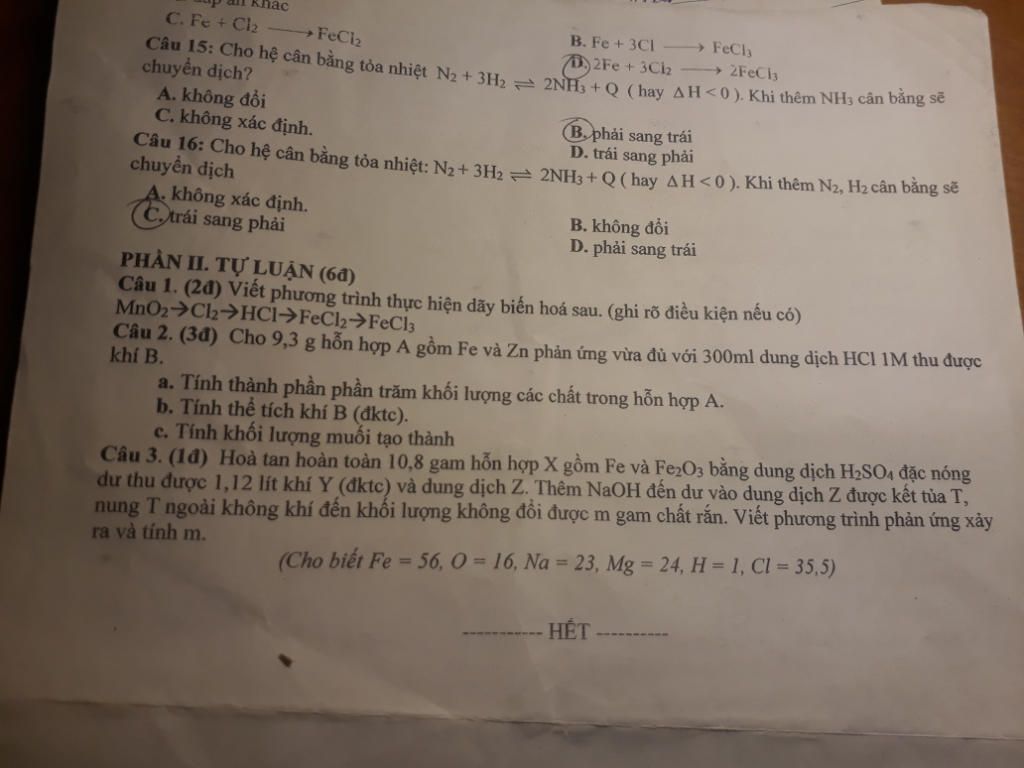 đáp án khác
C. Fe + Cl₂ ⟶ FeCl₂
B. Fe + 3Cl ⟶ FeCl₃
D. 2Fe + 3Cl₂ ⟶ 2FeCl₃
Câu 15: Cho hệ cân bằng tỏa nhiệt N₂ + 3H₂ ⇌ 2NH₃ + Q ( hay ΔH < 0 ). Khi thêm NH₃ cân bằng sẽ
chuyển dịch?
A. không đổi
B. phải sang trái
C. không xác định.
D. trái sang phải
Câu 16: Cho hệ cân bằng tỏa nhiệt: N₂ + 3H₂ ⇌ 2NH₃ + Q ( hay ΔH < 0 ). Khi thêm N₂, H₂ cân bằng sẽ
chuyển dịch
A. không xác định.
B. không đổi
C. trái sang phải
D. phải sang trái
PHẦN II. TỰ LUẬN (6đ)
Câu 1. (2đ) Viết phương trình thực hiện dãy biến hoá sau. (ghi rõ điều kiện nếu có)
MnO₂→Cl₂→HCl→FeCl₂→FeCl₃
Câu 2. (3đ) Cho 9,3 g hỗn hợp A gồm Fe và Zn phản ứng vừa đủ với 300ml dung dịch HCl 1M thu được
khí B.
a. Tính thành phần phần trăm khối lượng các chất trong hỗn hợp A.
b. Tính thể tích khí B (đktc).
c. Tính khối lượng muối tạo thành
Câu 3. (1đ) Hoà tan hoàn toàn 10,8 gam hỗn hợp X gồm Fe và Fe₂O₃ bằng dung dịch H₂SO₄ đặc nóng
dư thu được 1,12 lít khí Y (đktc) và dung dịch Z. Thêm NaOH đến dư vào dung dịch Z được kết tủa T,
nung T ngoài không khí đến khối lượng không đổi được m gam chất rắn. Viết phương trình phản ứng xảy
ra và tính m.
(Cho biết Fe = 56, O = 16, Na = 23, Mg = 24, H = 1, Cl = 35,5)
----------- HẾT ----------